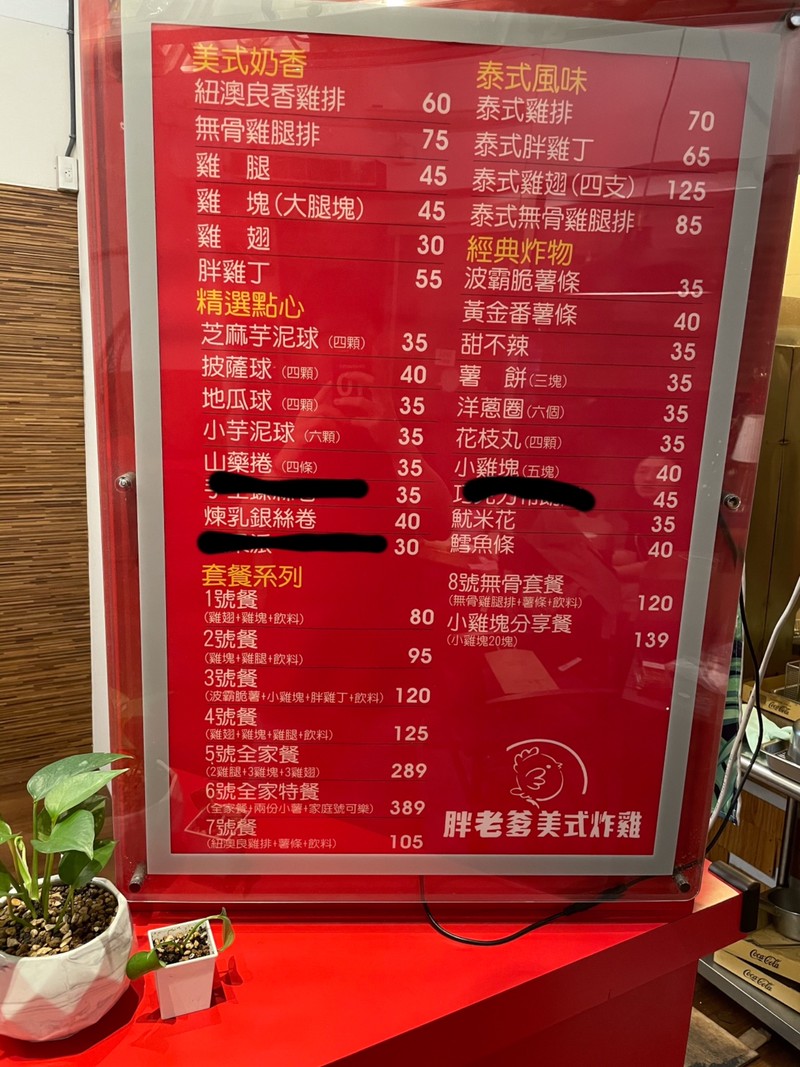 美式奶香
紐澳良香雞排 60
無骨雞腿排 75
雞 腿 45
雞 塊(大腿塊) 45
雞 翅 30
胖雞丁 55
精選點心
芝麻芋泥球(四顆) 35
披薩球(四顆) 40
地瓜球(四顆) 35
小芋泥球(六顆) 35
山藥捲(四條) 35
35
煉乳銀絲卷 40
30
套餐系列
1號餐
(雞翅+雞塊+飲料) 80
2號餐
(雞塊+雞腿+飲料) 95
3號餐
(波霸脆薯+小雞塊+胖雞丁+飲料) 120
4號餐
(雞翅+雞塊+雞腿+飲料) 125
5號全家餐
(2雞腿+3雞塊+3雞翅) 289
6號全家特餐
(全家餐+兩份小薯+家庭號可樂) 389
7號餐
(紐澳良雞排+薯條+飲料) 105
泰式風味
泰式雞排 70
泰式胖雞丁 65
泰式雞翅(四支) 125
泰式無骨雞腿排 85
經典炸物
波霸脆薯條 35
黃金番薯條 40
甜不辣 35
薯 餅(三塊) 35
洋蔥圈(六個) 35
花枝丸(四顆) 35
小雞塊(五塊) 40
45
魷米花 35
鱈魚條 40
8號無骨套餐
(無骨雞腿排+薯條+飲料) 120
小雞塊分享餐
(小雞塊20塊) 139
胖老爹美式炸雞
Coca-Cola
Coca-Cola
Coca-Cola